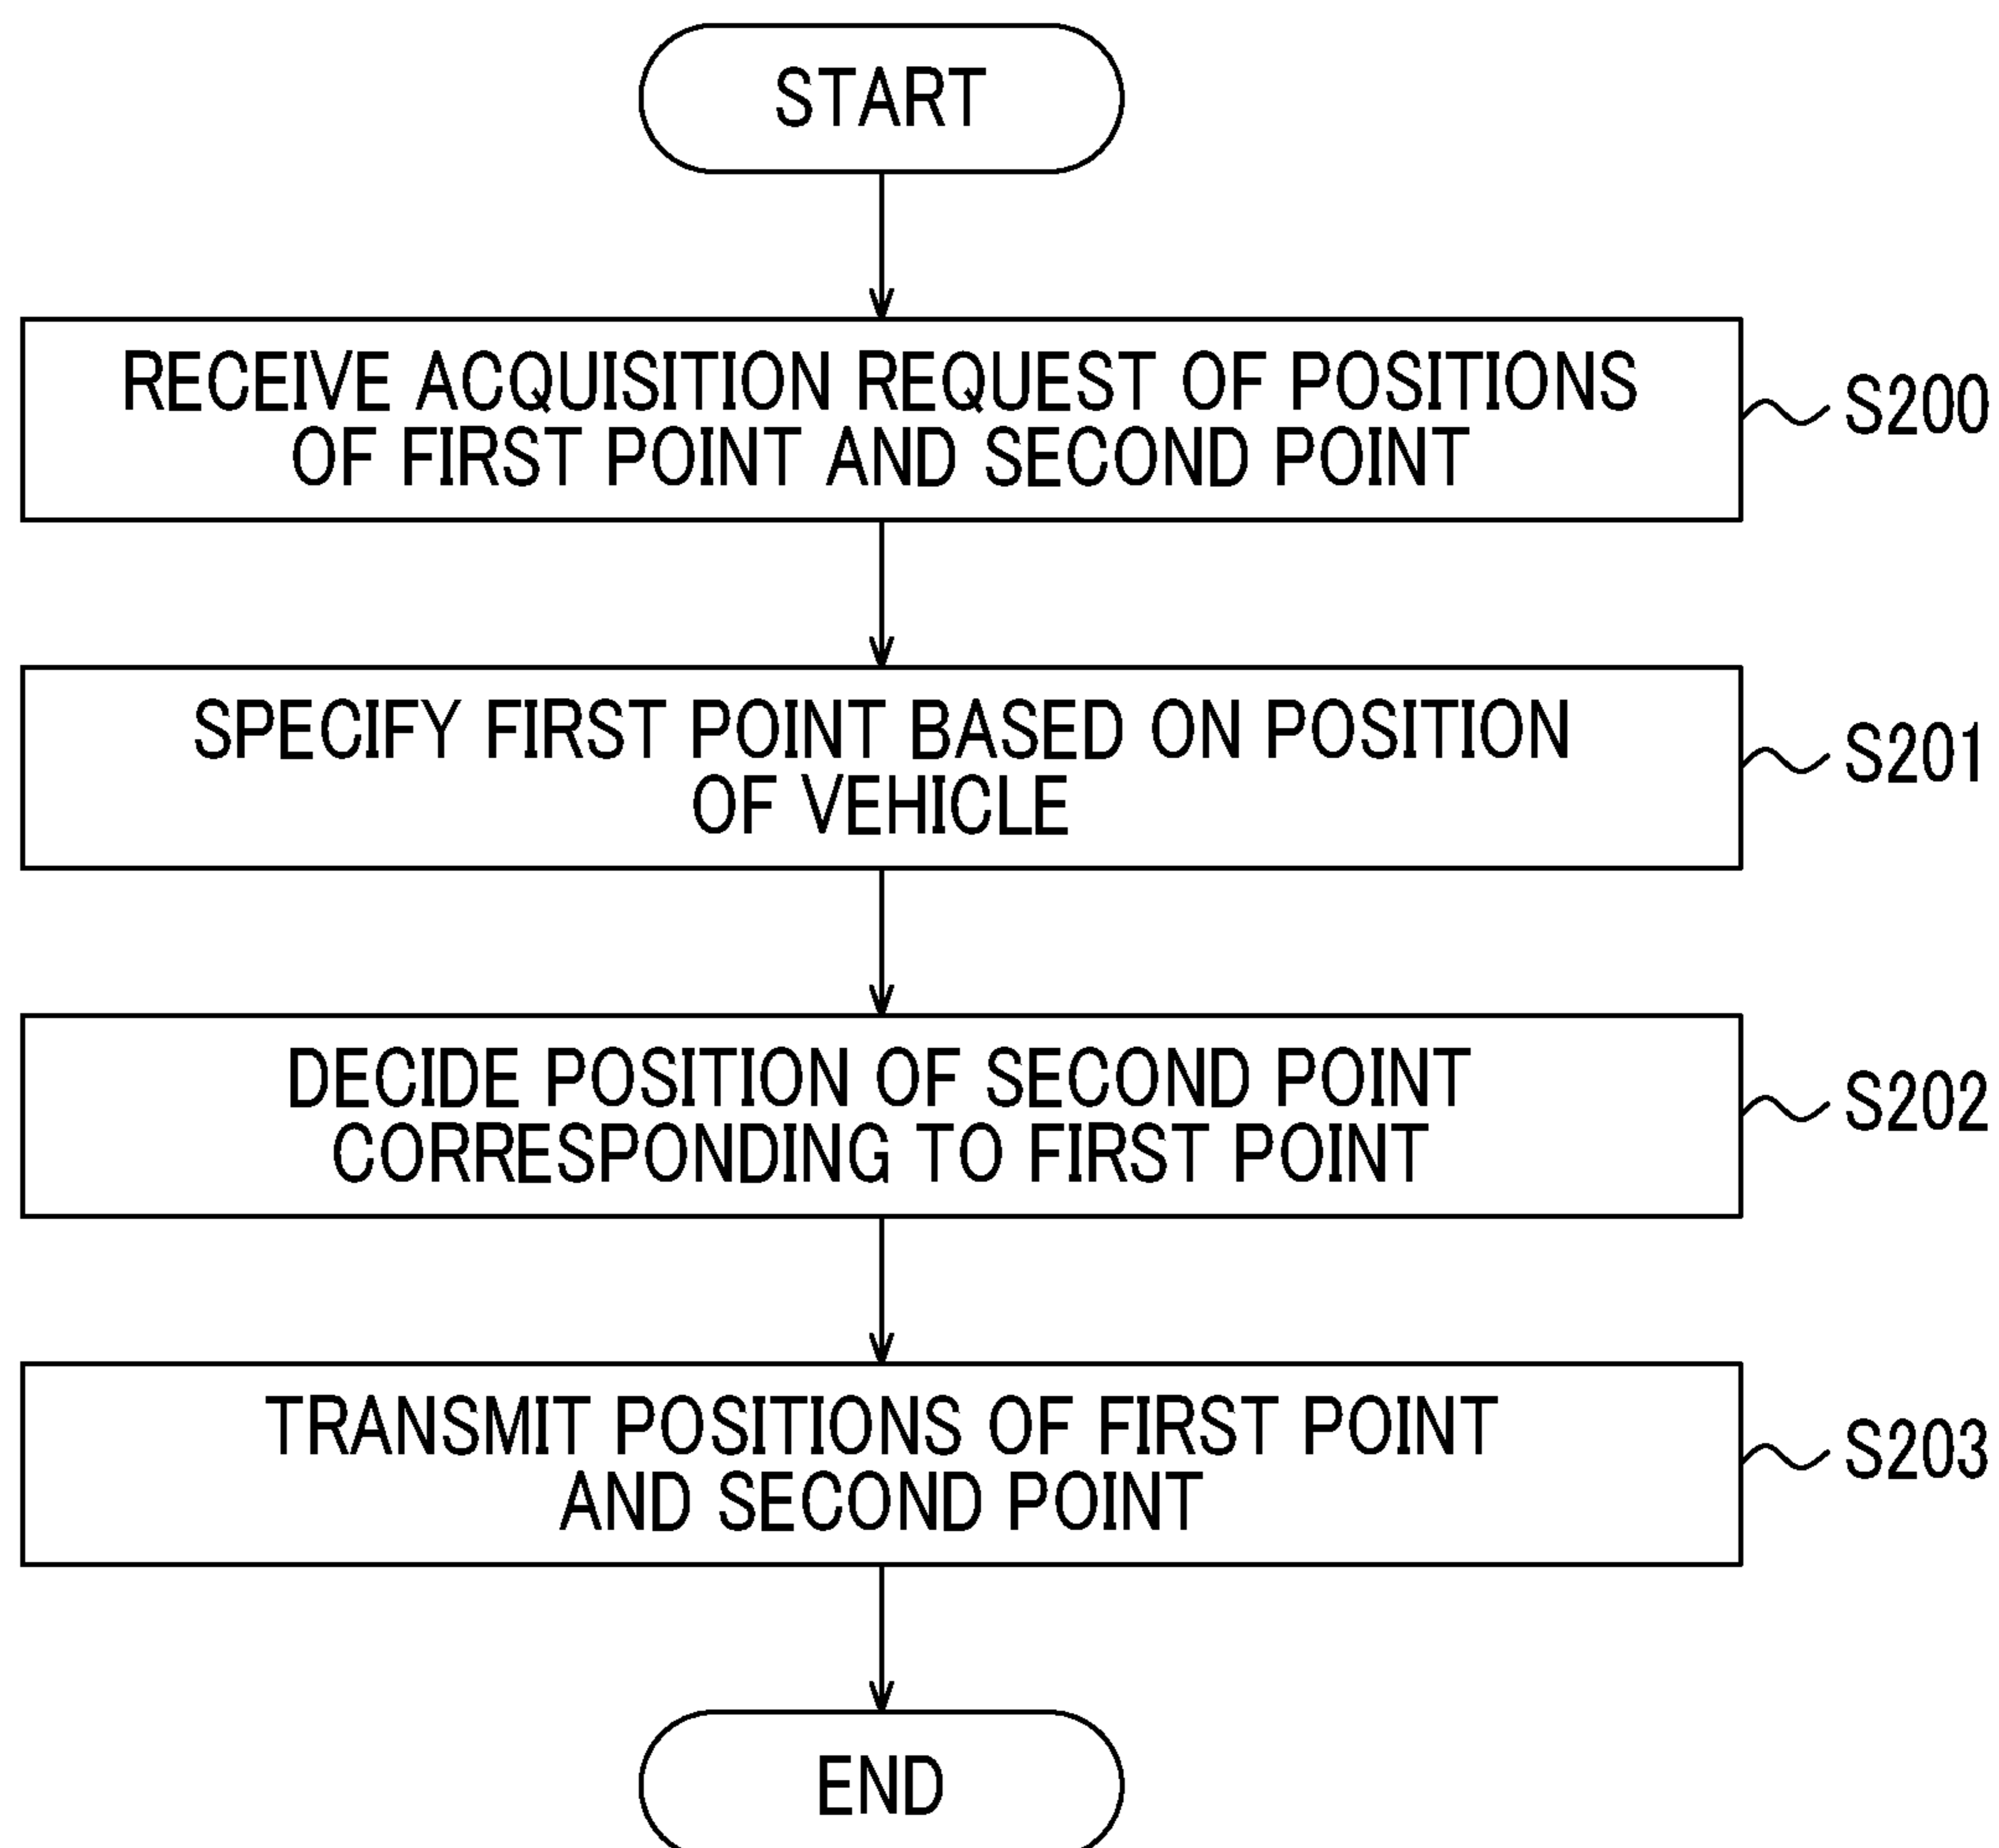 START
RECEIVE ACQUISITION REQUEST OF POSITIONS
OF FIRST POINT AND SECOND POINT
S200
SPECIFY FIRST POINT BASED ON POSITION
OF VEHICLE
S201
DECIDE POSITION OF SECOND POINT
CORRESPONDING TO FIRST POINT
S202
TRANSMIT POSITIONS OF FIRST POINT
AND SECOND POINT
S203
END